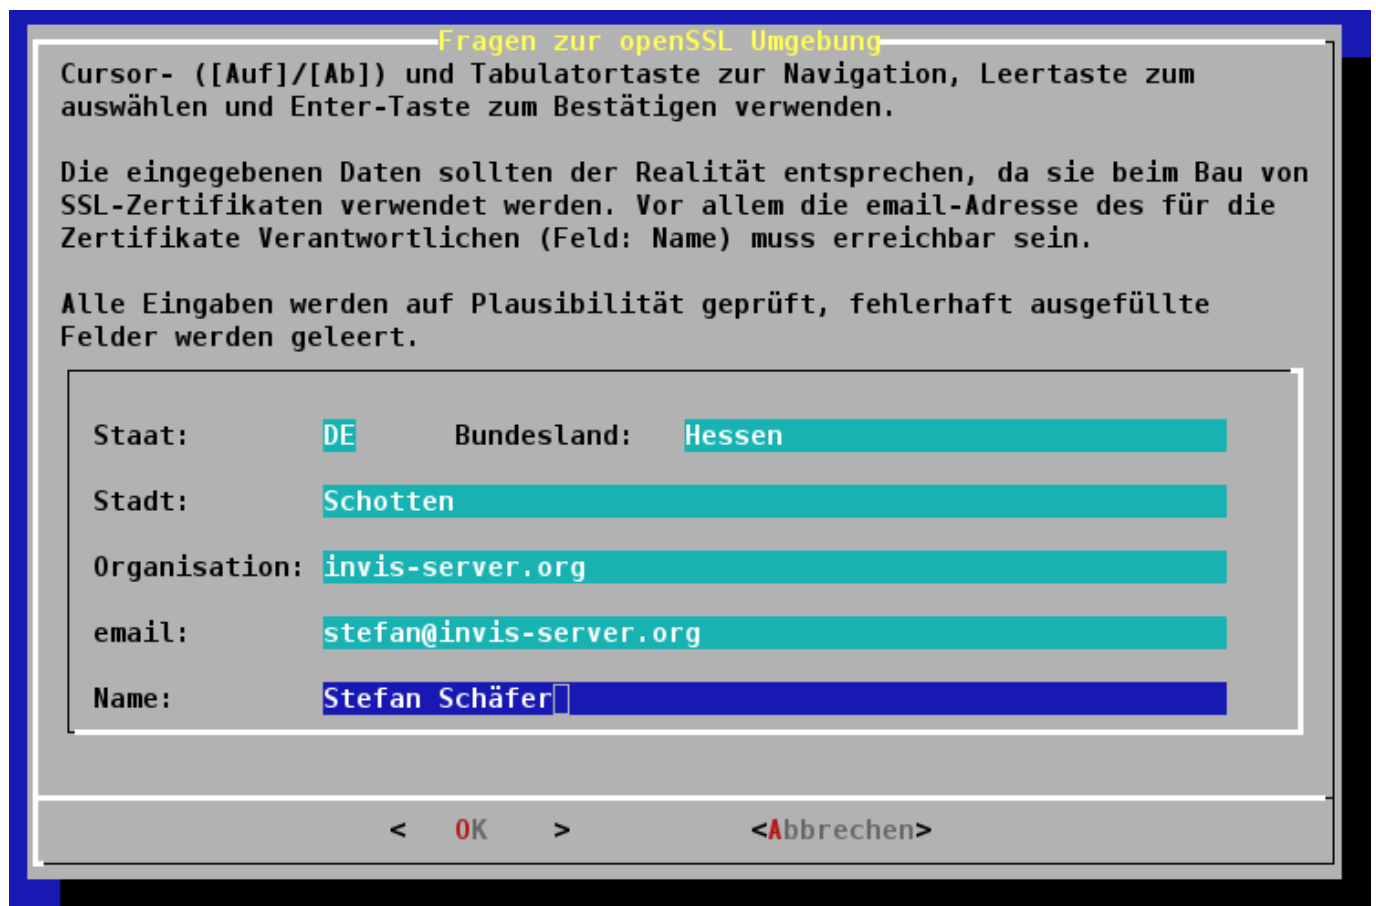 Fragen zur openSSL Umgebung
Cursor- ([Auf]/[Ab]) und Tabulatortaste zur Navigation, Leertaste zum
auswählen und Enter-Taste zum Bestätigen verwenden.
Die eingegebenen Daten sollten der Realität entsprechen, da sie beim Bau von
SSL-Zertifikaten verwendet werden. Vor allem die email-Adresse des für die
Zertifikate Verantwortlichen (Feld: Name) muss erreichbar sein.
Alle Eingaben werden auf Plausibilität geprüft, fehlerhaft ausgefüllte
Felder werden geleert.
Staat: DE Bundesland: Hessen
Stadt: Schotten
Organisation: invis-server.org
email: stefan@invis-server.org
Name: Stefan Schäfer
< OK > <Abbrechen>